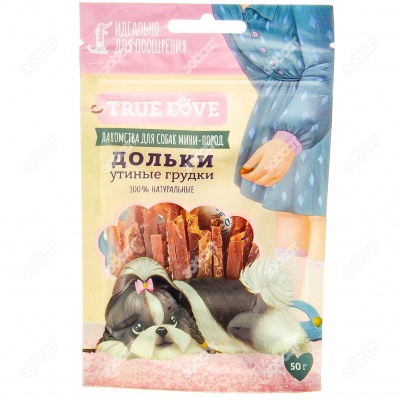 ИДЕАЛЬНО
ДЛЯ ПООЩРЕНИЯ
TRUE LOVE
ЛАКОМСТВА ДЛЯ СОБАК МИНИ-ПОРОД
ДОЛЬКИ
УТИНЫЕ ГРУДКИ
100% НАТУРАЛЬНЫЕ
50 г